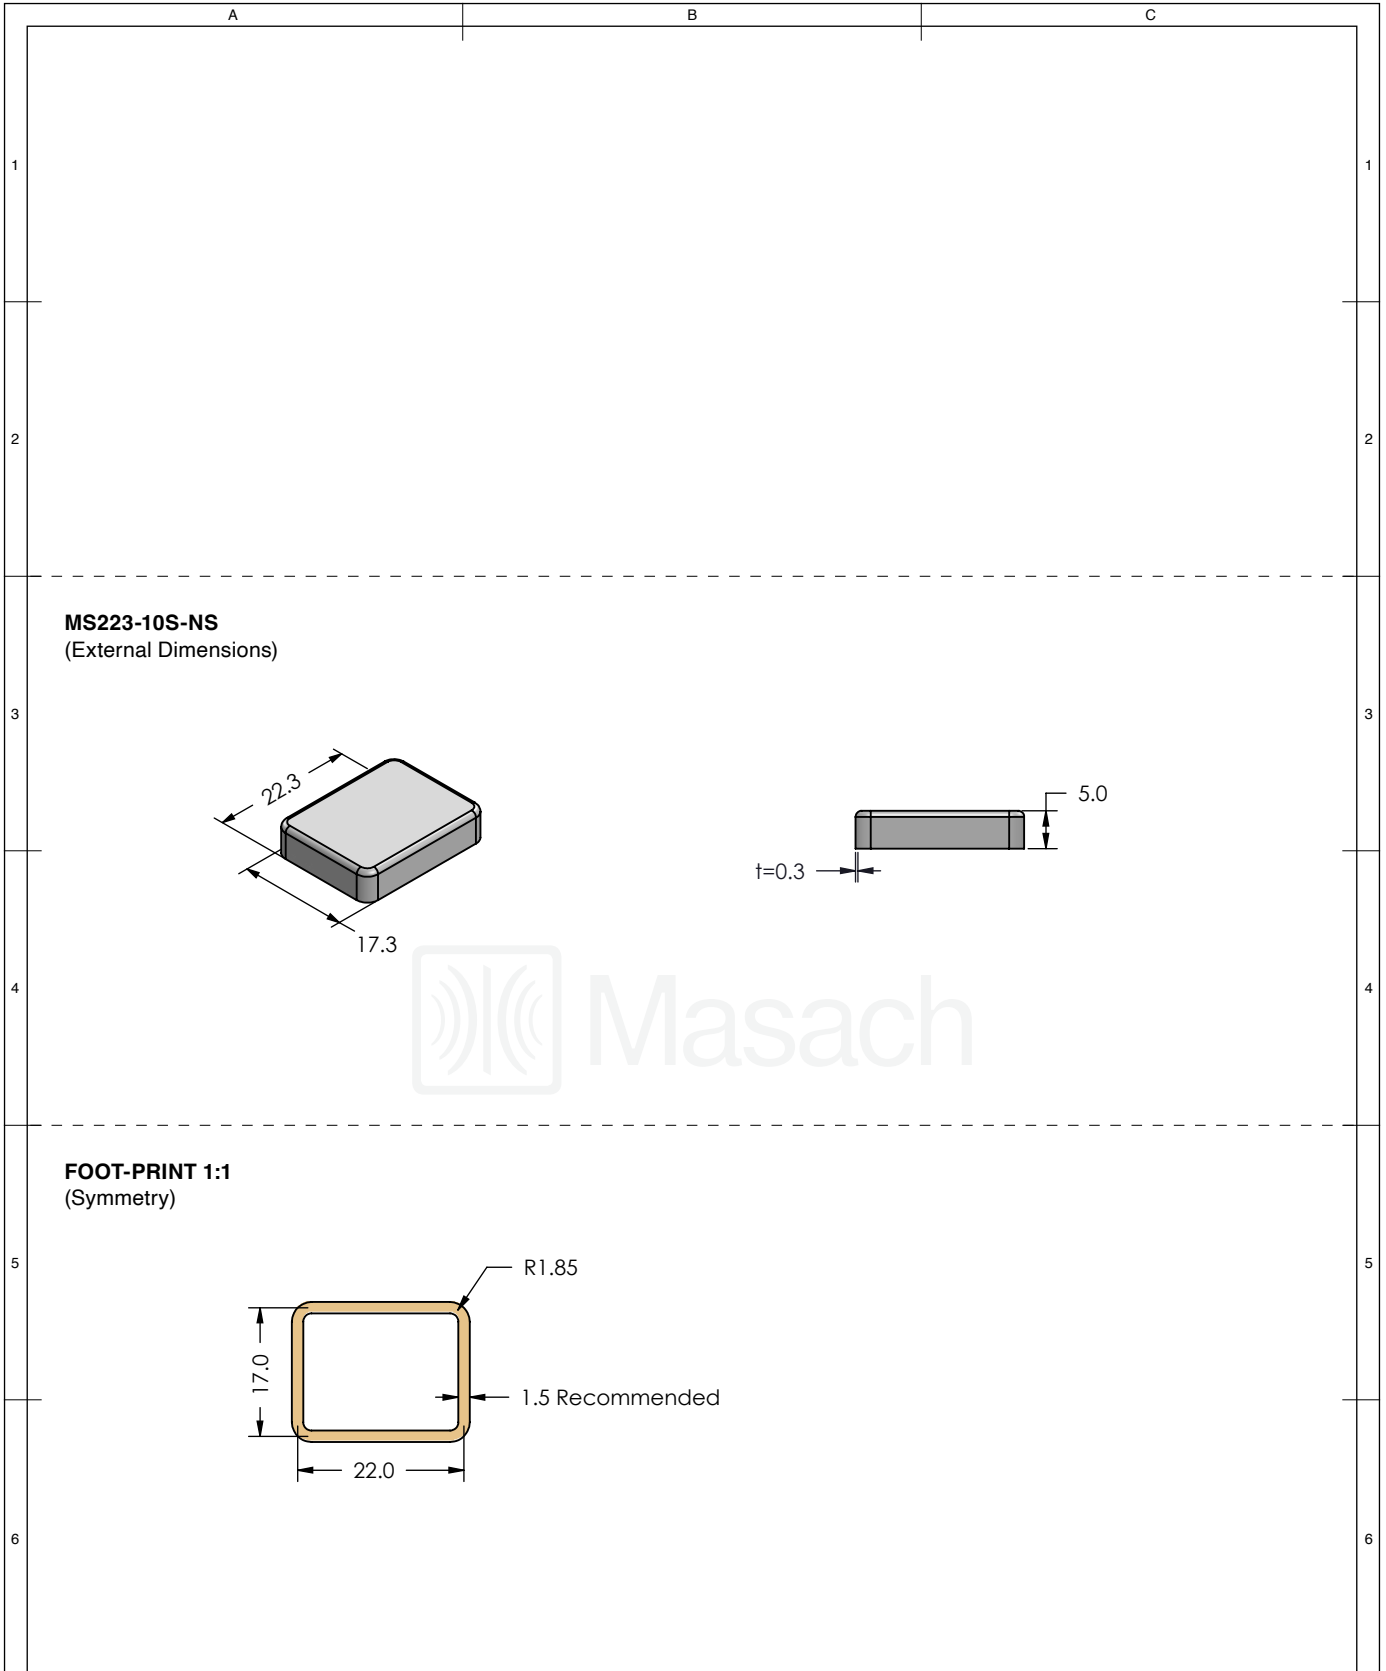 A B C
1 1
2 2
MS223-10S-NS
(External Dimensions)
3 3
22.3
5.0
t=0.3
17.3
Masach
4 4
FOOT-PRINT 1:1
(Symmetry)
5 5
R1.85
17.0
1.5 Recommended
22.0
6 6